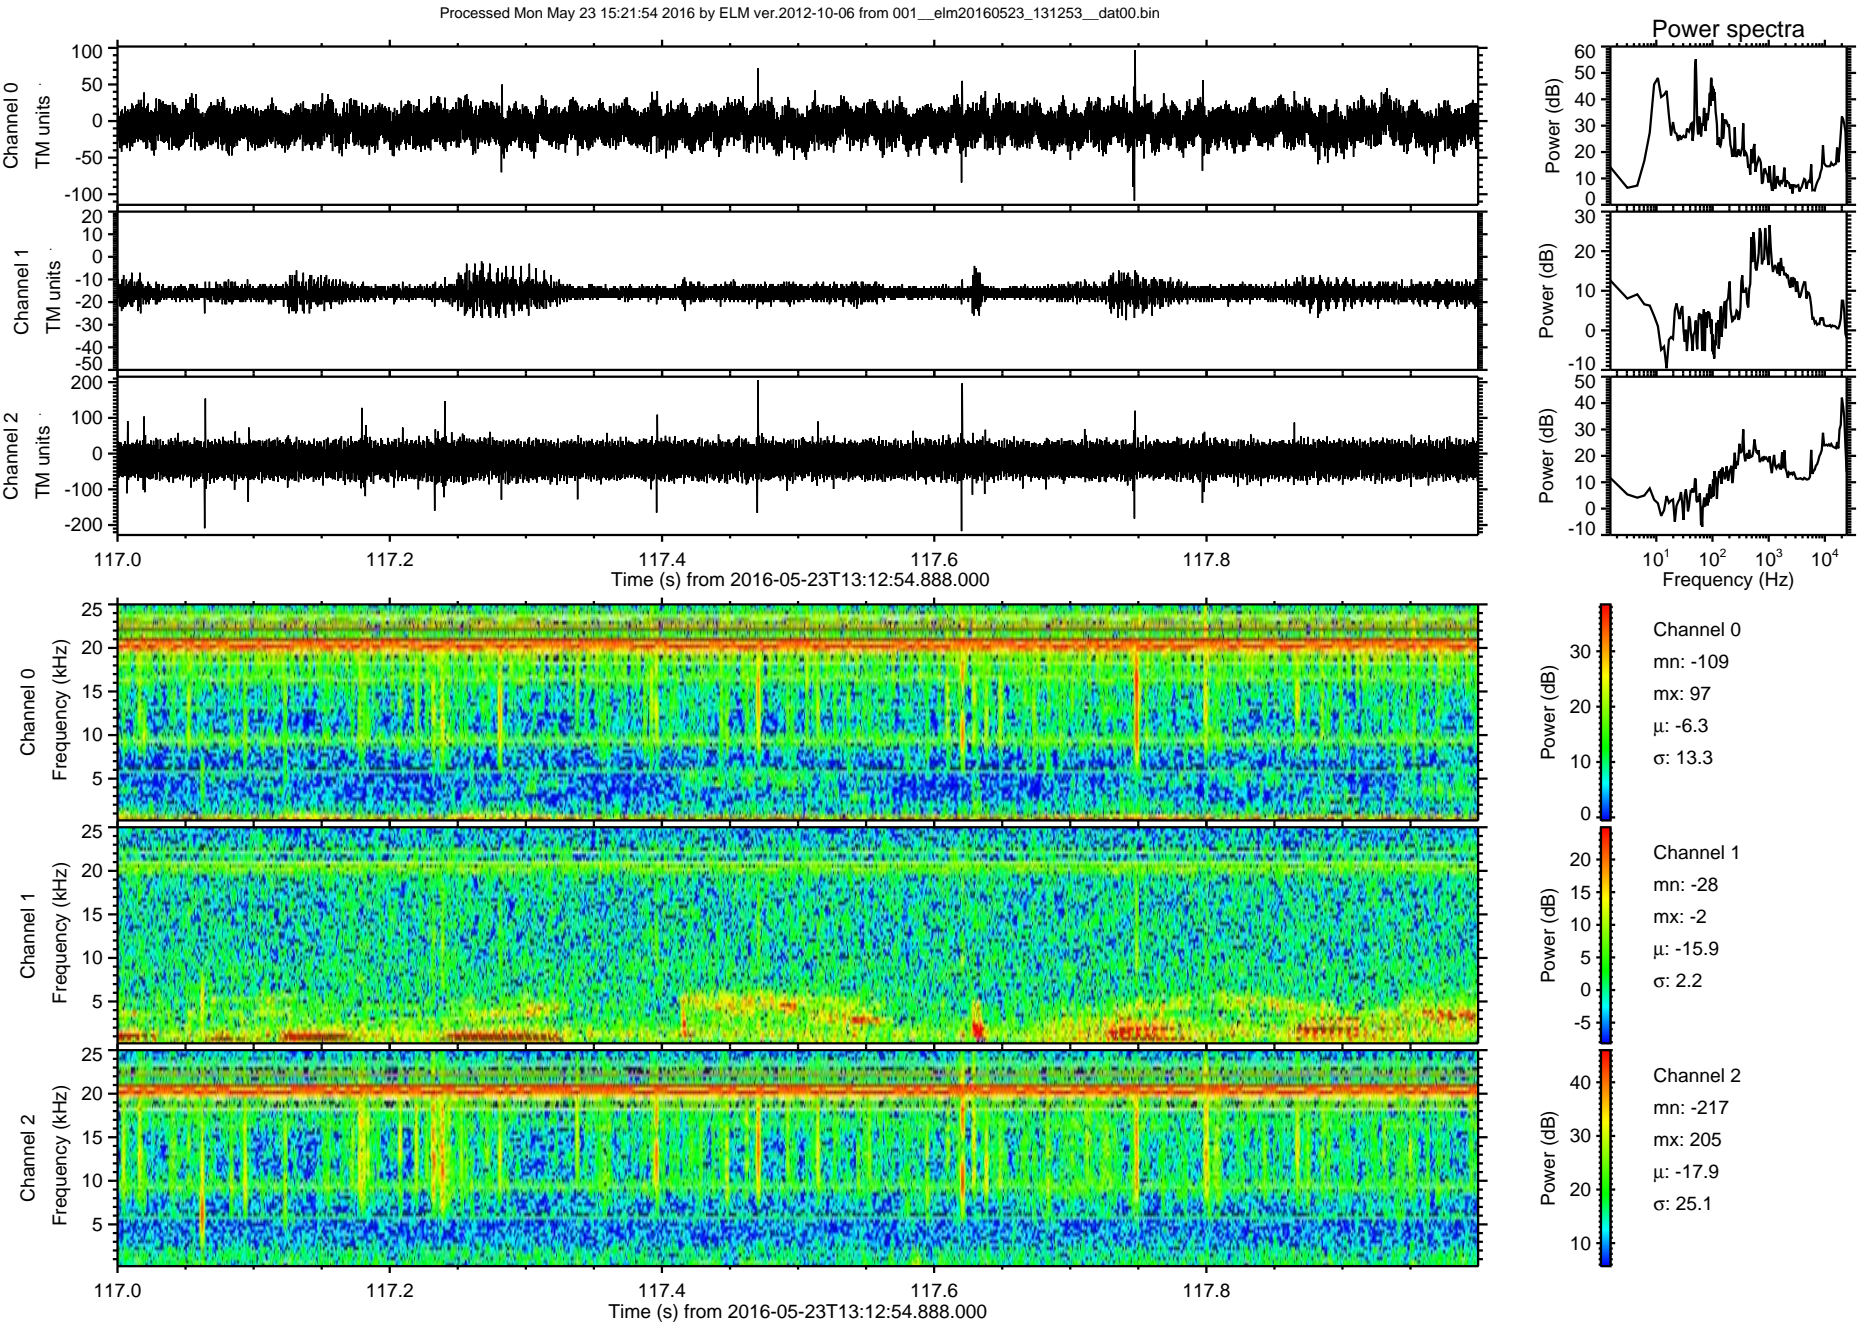 Processed Mon May 23 15:21:54 2016 by ELM ver.2012-10-06 from 001__elm20160523_131253__dat00.bin
Power spectra
Channel 0
TM units
100
50
0
-50
-100
Power (dB)
60
50
40
30
20
10
0
Channel 1
TM units
20
10
0
-10
-20
-30
-40
-50
Power (dB)
30
20
10
0
-10
Channel 2
TM units
200
100
0
-100
-200
Power (dB)
50
40
30
20
10
0
-10
117.0 117.2 117.4 117.6 117.8
Time (s) from 2016-05-23T13:12:54.888.000
10¹ 10² 10³ 10⁴
Frequency (Hz)
Channel 0
Frequency (kHz)
25
20
15
10
5
Power (dB)
30
20
10
0
Channel 0
mn: -109
mx: 97
μ: -6.3
σ: 13.3
Channel 1
Frequency (kHz)
25
20
15
10
5
Power (dB)
20
15
10
5
0
-5
Channel 1
mn: -28
mx: -2
μ: -15.9
σ: 2.2
Channel 2
Frequency (kHz)
25
20
15
10
5
Power (dB)
40
30
20
10
Channel 2
mn: -217
mx: 205
μ: -17.9
σ: 25.1
117.0 117.2 117.4 117.6 117.8
Time (s) from 2016-05-23T13:12:54.888.000